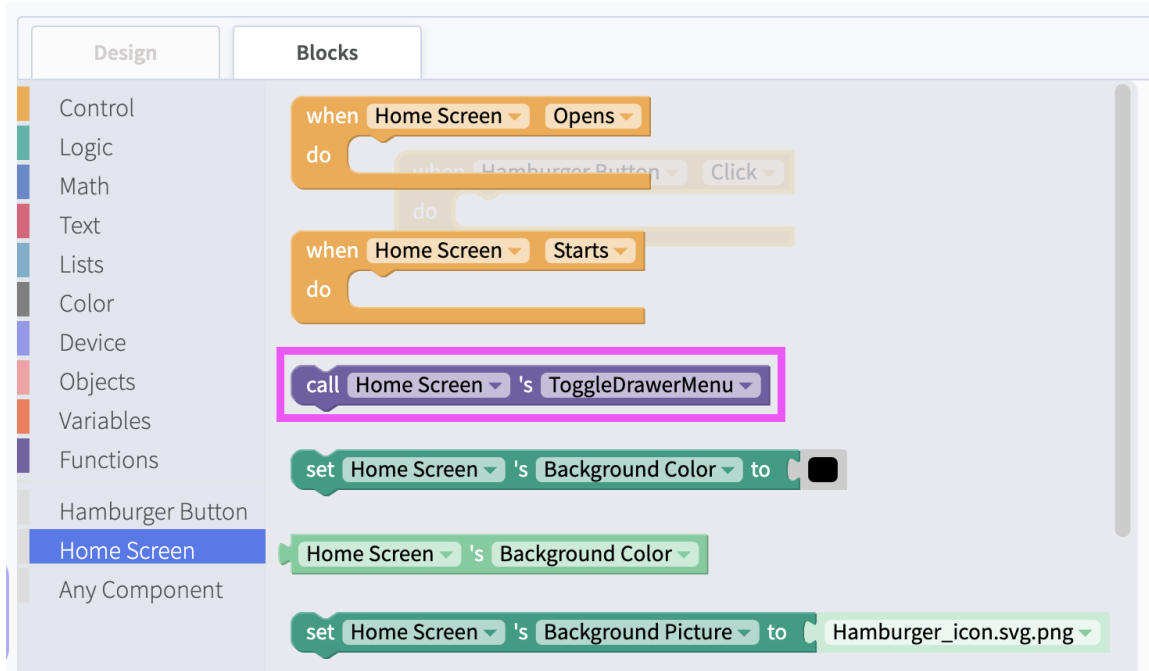 Design
Blocks
Control
Logic
Math
Text
Lists
Color
Device
Objects
Variables
Functions
Hamburger Button
Home Screen
Any Component
when Home Screen Opens
do
when Hamburger Button Click
do
when Home Screen Starts
do
call Home Screen 's ToggleDrawerMenu
set Home Screen 's Background Color to
Home Screen 's Background Color
set Home Screen 's Background Picture to Hamburger_icon.svg.png